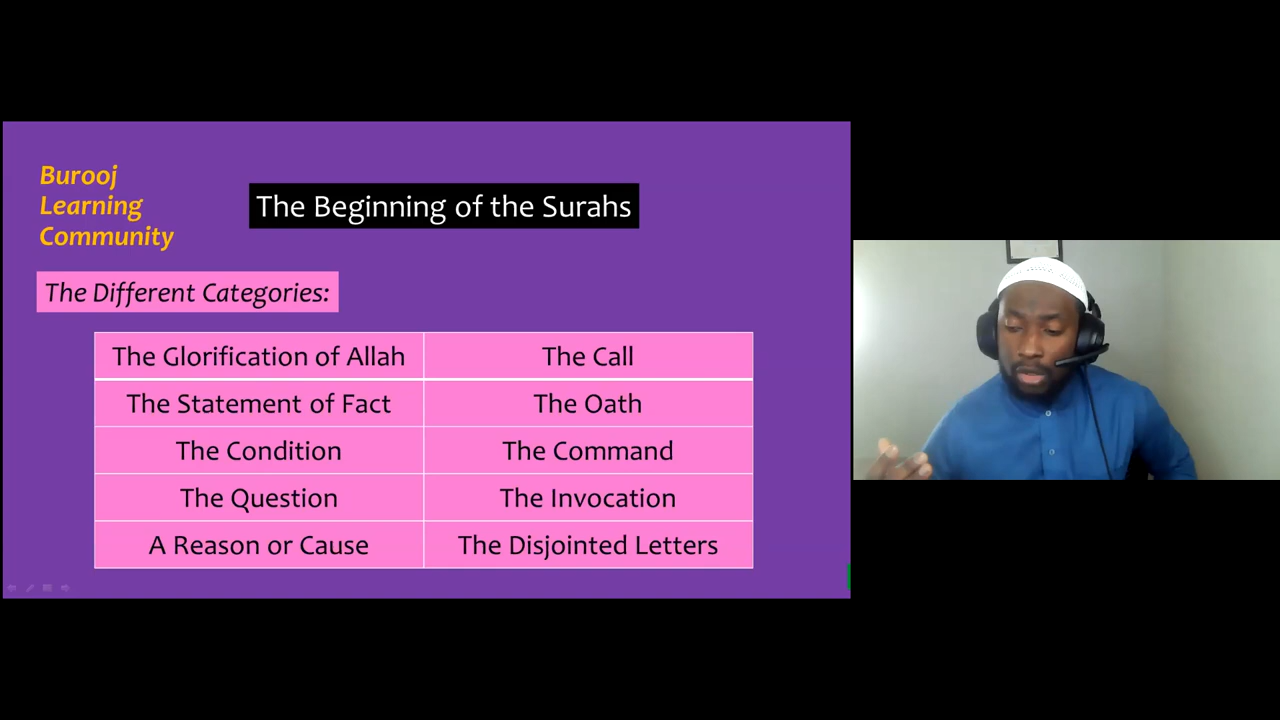 Burooj
Learning
Community
The Beginning of the Surahs
The Different Categories:
The Glorification of Allah
The Call
The Statement of Fact
The Oath
The Condition
The Command
The Question
The Invocation
A Reason or Cause
The Disjointed Letters